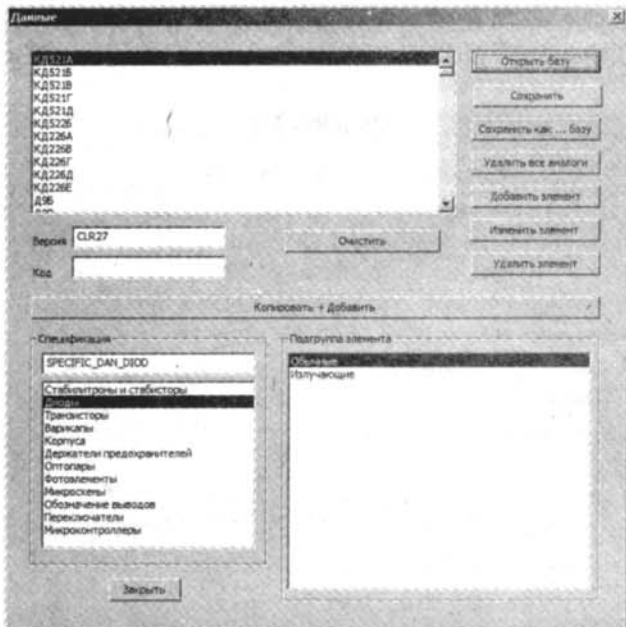 Данные
КД521А
КД521Б
КД521В
КД521Г
КД521Д
КД522Б
КД226А
КД226В
КД226Г
КД226Д
КД226Е
Д9Б
Открыть базу
Сохранить
Сохранить как ... базу
Удалить все аналоги
Добавить элемент
Изменить элемент
Удалить элемент
Версия CLR27
Очистить
Код
Копировать + Добавить
Спецификация
SPECIFIC_DAN_DIOD
Стабилитроны и стабисторы
Диоды
Транзисторы
Варикапы
Корпуса
Держатели предохранителей
Оптопары
Фотоэлементы
Микросхемы
Обозначение выводов
Переключатели
Микроконтроллеры
Подгруппа элемента
Обычные
Излучающие
Закрыть